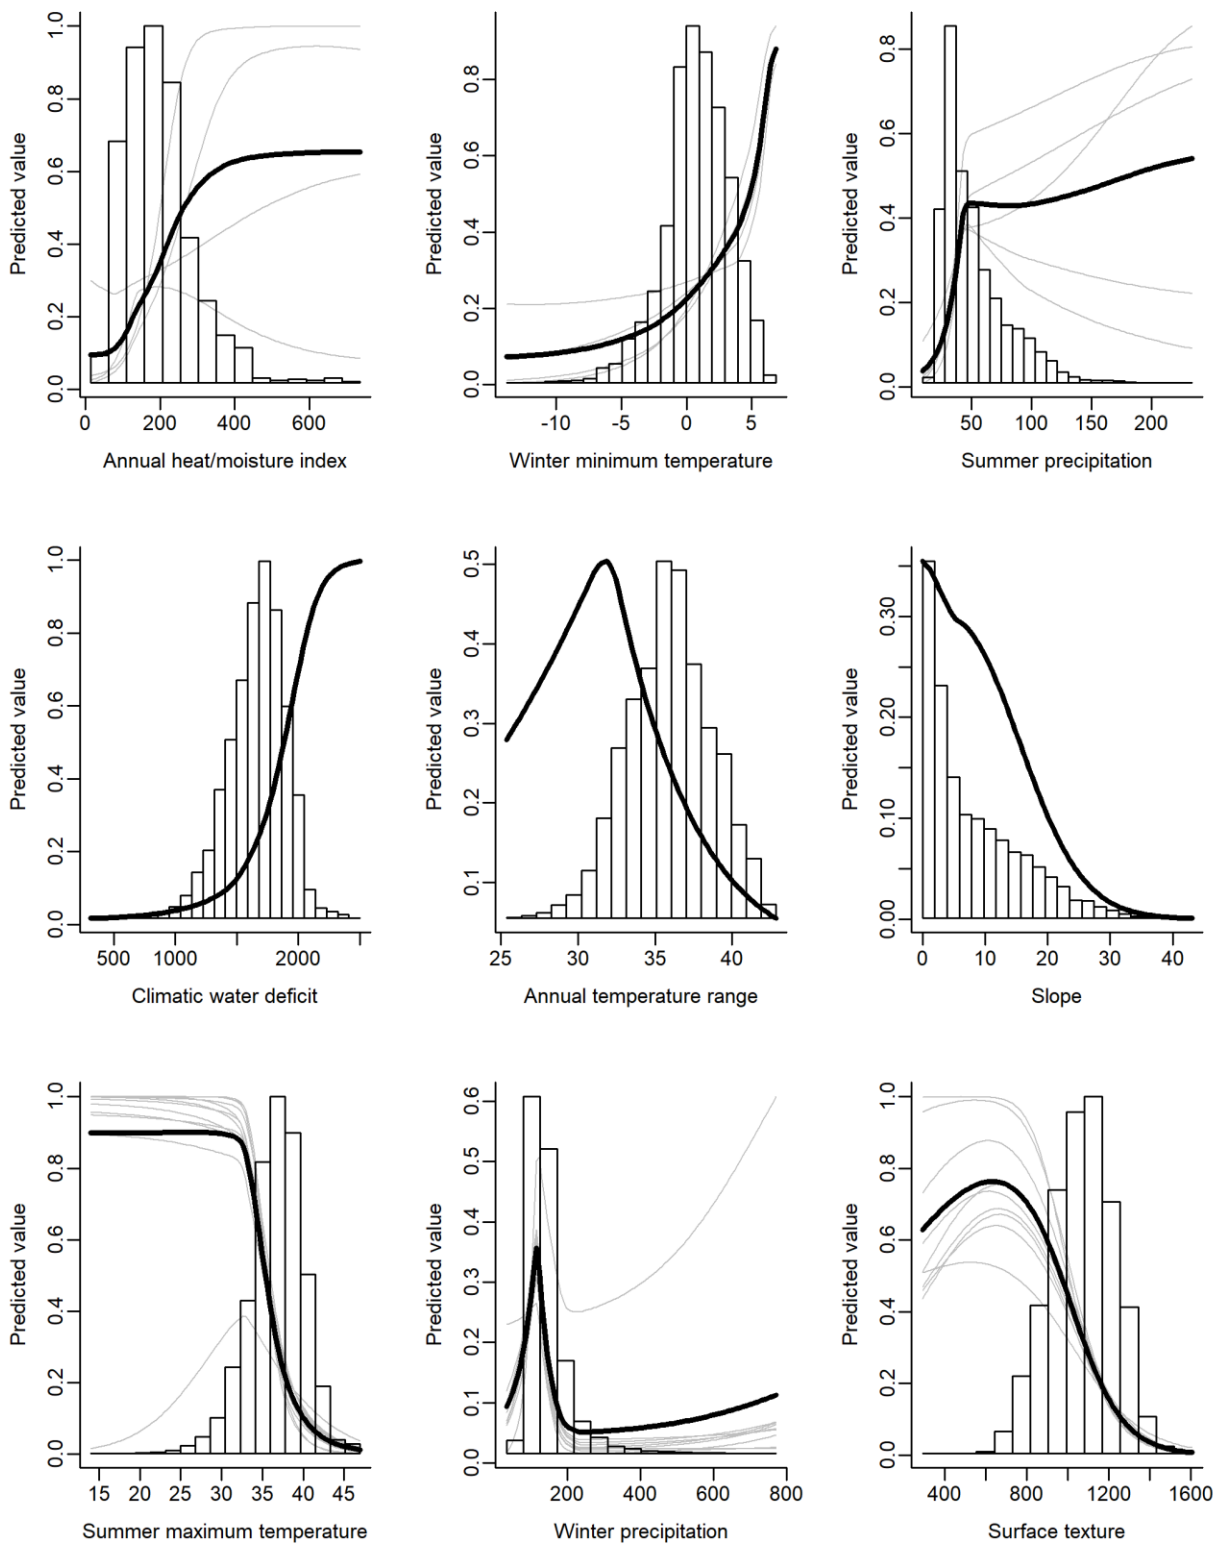 Predicted value
0.0 0.2 0.4 0.6 0.8 1.0
0 200 400 600
Annual heat/moisture index
Predicted value
0.0 0.2 0.4 0.6 0.8
-10 -5 0 5
Winter minimum temperature
Predicted value
0.0 0.2 0.4 0.6 0.8
50 100 150 200
Summer precipitation
Predicted value
0.0 0.2 0.4 0.6 0.8 1.0
500 1000 2000
Climatic water deficit
Predicted value
0.1 0.2 0.3 0.4 0.5
25 30 35 40
Annual temperature range
Predicted value
0.00 0.10 0.20 0.30
0 10 20 30 40
Slope
Predicted value
0.0 0.2 0.4 0.6 0.8 1.0
15 20 25 30 35 40 45
Summer maximum temperature
Predicted value
0.0 0.1 0.2 0.3 0.4 0.5 0.6
200 400 600 800
Winter precipitation
Predicted value
0.0 0.2 0.4 0.6 0.8 1.0
400 800 1200 1600
Surface texture